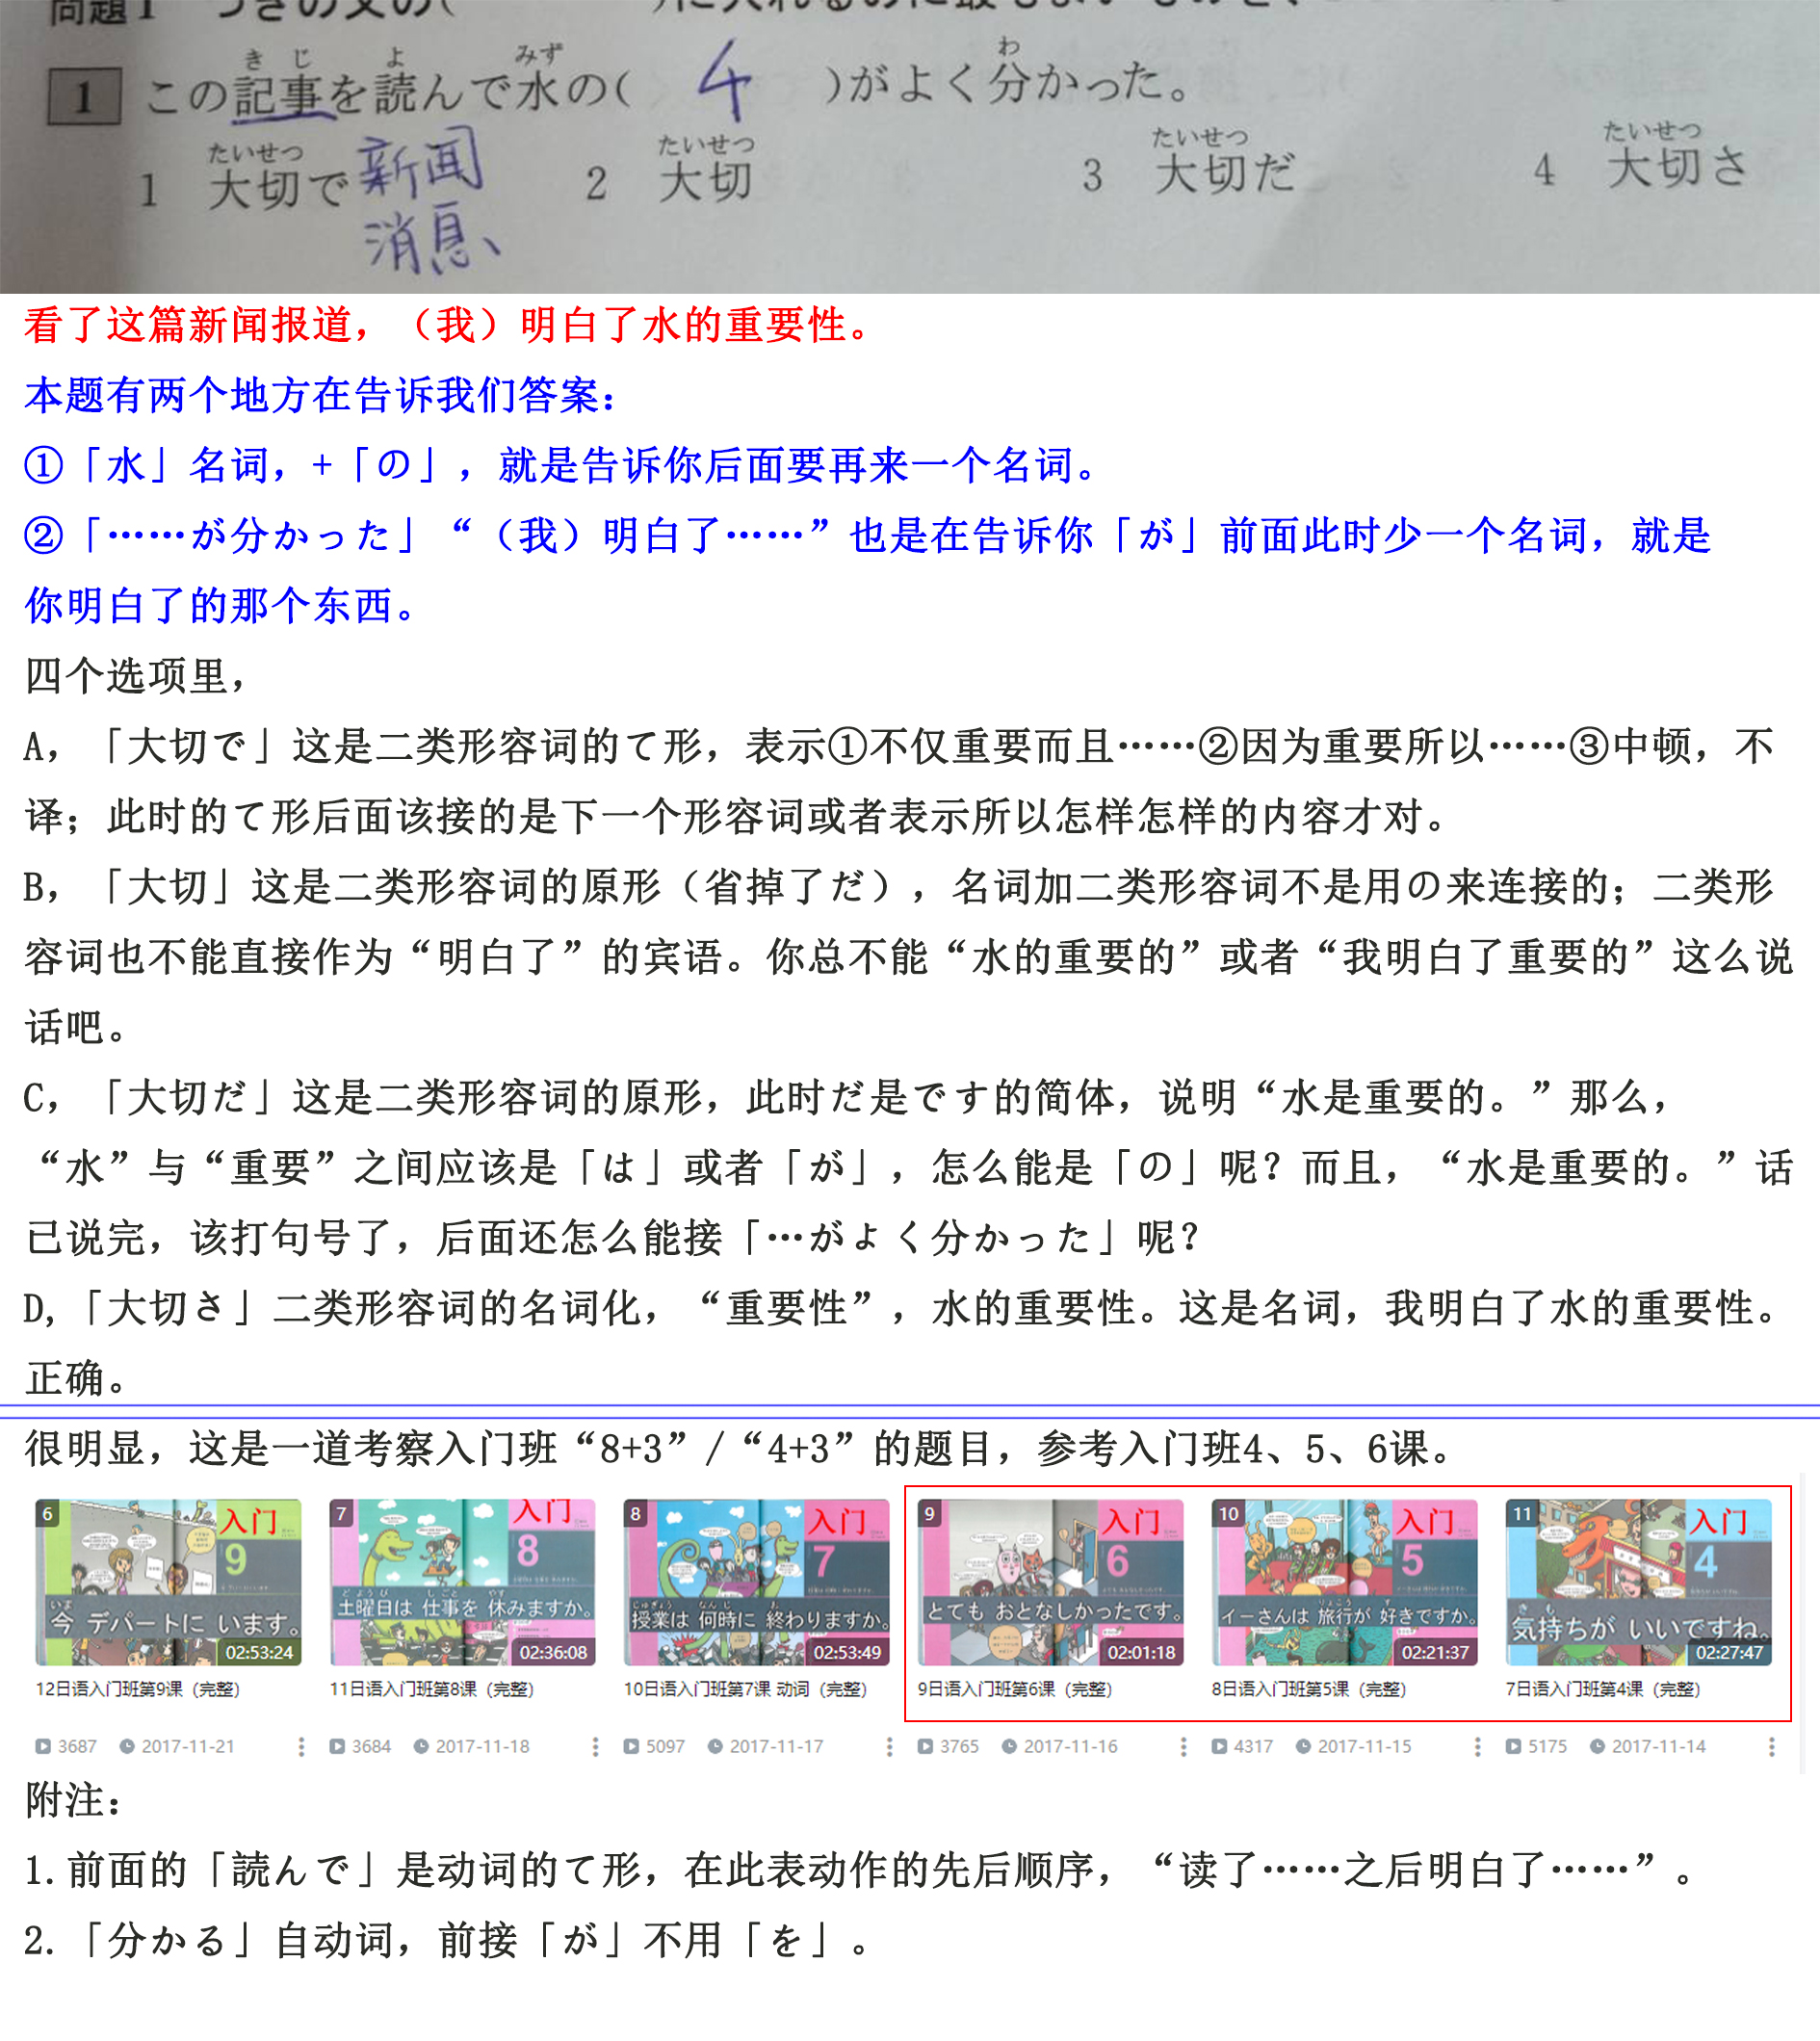 問題1 つぎの文の( )に入れるのに最もよいものを、
1 この記事を読んで水の( 4 )がよく分かった。
きじ よ みず わ
1 大切で 2 大切 3 大切だ 4 大切さ
たいせつ たいせつ たいせつ たいせつ
新闻
消息、
看了这篇新闻报道，（我）明白了水的重要性。
本题有两个地方在告诉我们答案：
①「水」名词，+「の」，就是告诉你后面要再来一个名词。
②「……が分かった」“（我）明白了……”也是在告诉你「が」前面此时少一个名词，就是
你明白了的那个东西。
四个选项里，
A，「大切で」这是二类形容词的て形，表示①不仅重要而且……②因为重要所以……③中顿，不
译；此时的て形后面该接的是下一个形容词或者表示所以怎样怎样的内容才对。
B，「大切」这是二类形容词的原形（省掉了だ），名词加二类形容词不是用の来连接的；二类形
容词也不能直接作为“明白了”的宾语。你总不能“水的重要的”或者“我明白了重要的”这么说
话吧。
C，「大切だ」这是二类形容词的原形，此时だ是です的简体，说明“水是重要的。”那么，
“水”与“重要”之间应该是「は」或者「が」，怎么能是「の」呢？而且，“水是重要的。”话
已说完，该打句号了，后面还怎么能接「…がよく分かった」呢？
D,「大切さ」二类形容词的名词化，“重要性”，水的重要性。这是名词，我明白了水的重要性。
正确。
很明显，这是一道考察入门班“8+3”/“4+3”的题目，参考入门班4、5、6课。
6 入门 9 今 デパートに います。 02:53:24
7 入门 8 土曜日は 仕事を 休みますか。 02:36:08
8 入门 7 授業は 何時に 終わりますか。 02:53:49
9 入门 6 とても おとなしかったです。 02:01:18
10 入门 5 イーさんは 旅行が 好きですか。 02:21:37
11 入门 4 気持ちが いいですね。 02:27:47
12日语入门班第9课（完整） 11日语入门班第8课（完整） 10日语入门班第7课 动词（完整） 9日语入门班第6课（完整） 8日语入门班第5课（完整） 7日语入门班第4课（完整）
3687 2017-11-21 3684 2017-11-18 5097 2017-11-17 3765 2017-11-16 4317 2017-11-15 5175 2017-11-14
附注：
1.前面的「読んで」是动词的て形，在此表动作的先后顺序，“读了……之后明白了……”。
2.「分かる」自动词，前接「が」不用「を」。